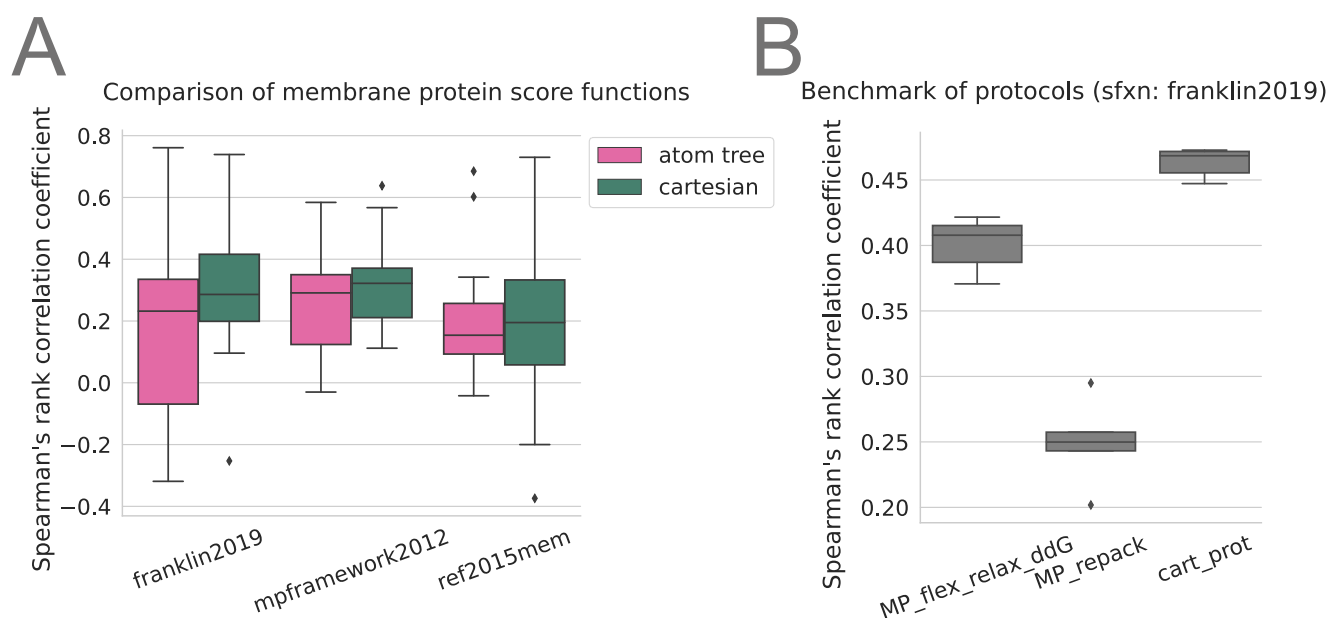 A
Comparison of membrane protein score functions
Spearman's rank correlation coefficient
0.8
0.6
0.4
0.2
0.0
−0.2
−0.4
franklin2019
mpframework2012
ref2015mem
atom tree
cartesian
B
Benchmark of protocols (sfxn: franklin2019)
Spearman's rank correlation coefficient
0.45
0.40
0.35
0.30
0.25
0.20
MP_flex_relax_ddG
MP_repack
cart_prot